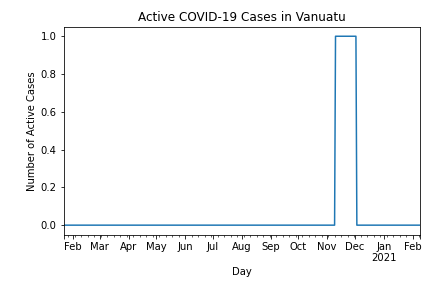 Active COVID-19 Cases in Vanuatu
1.0
0.8
0.6
0.4
0.2
0.0
Number of Active Cases
Feb Mar Apr May Jun Jul Aug Sep Oct Nov Dec Jan Feb
2021
Day